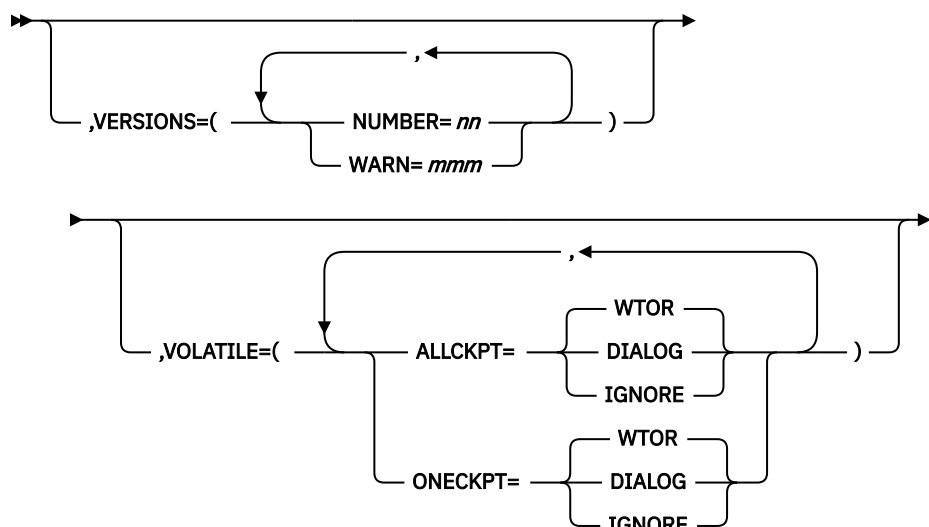 ,
,VERSIONS=( NUMBER= nn )
WARN= mmm
,
WTOR
,VOLATILE=( ALLCKPT= DIALOG )
IGNORE
WTOR
ONECKPT= DIALOG
IGNORE